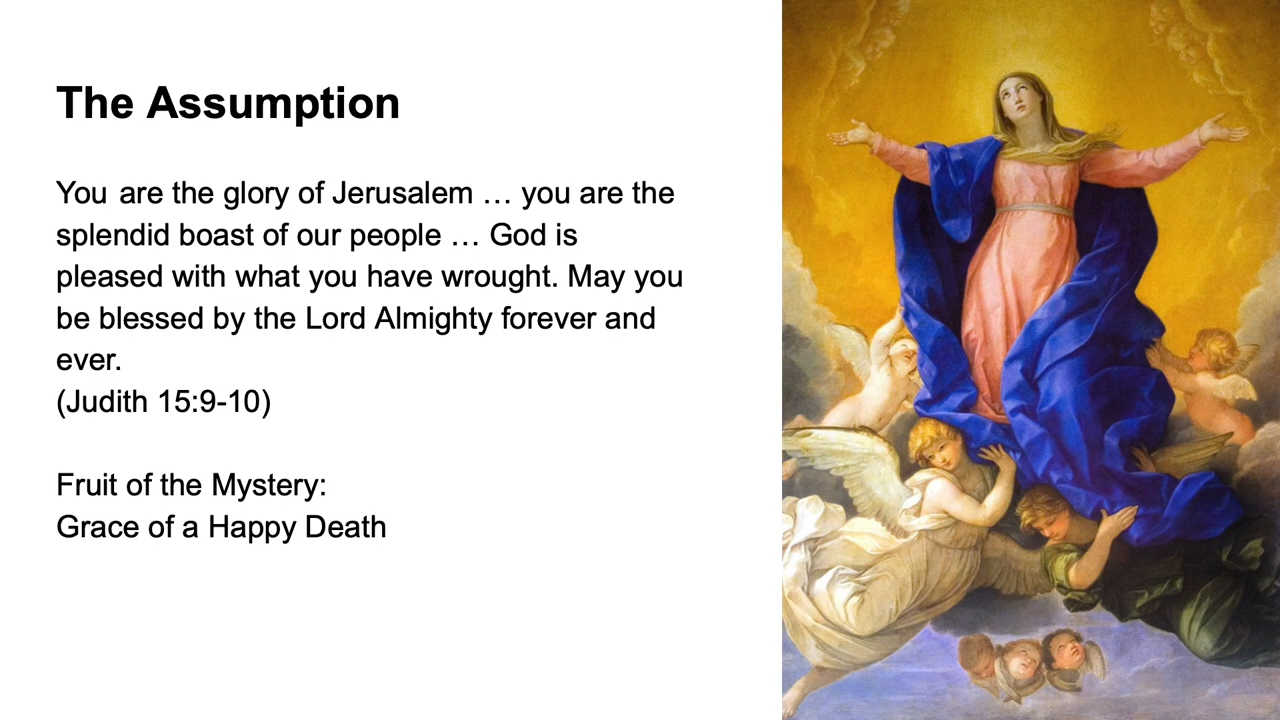 The Assumption
You are the glory of Jerusalem … you are the
splendid boast of our people … God is
pleased with what you have wrought. May you
be blessed by the Lord Almighty forever and
ever.
(Judith 15:9-10)
Fruit of the Mystery:
Grace of a Happy Death